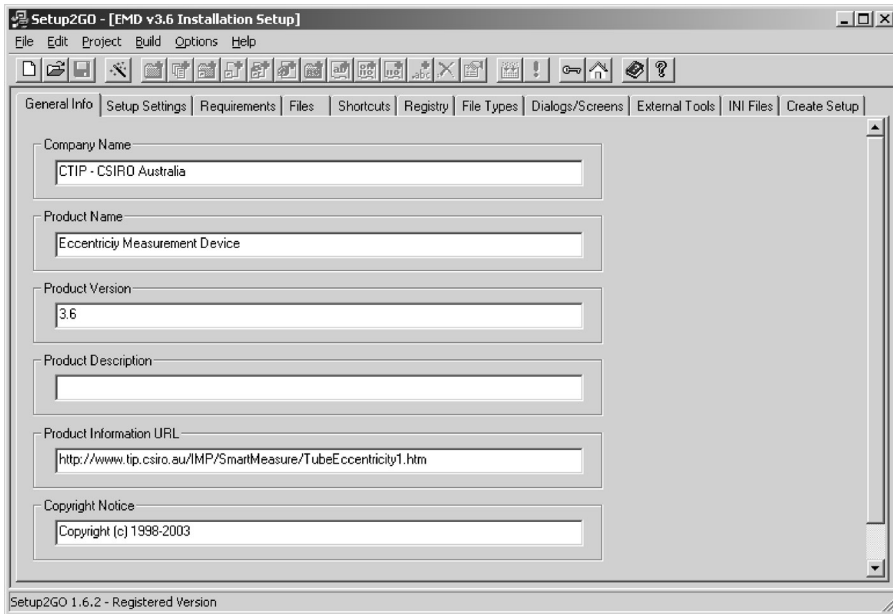 Setup2GO - [EMD v3.6 Installation Setup]
File Edit Project Build Options Help
General Info Setup Settings Requirements Files Shortcuts Registry File Types Dialogs/Screens External Tools INI Files Create Setup
Company Name
CTIP - CSIRO Australia
Product Name
Eccentriciy Measurement Device
Product Version
3.6
Product Description
Product Information URL
http://www.tip.csiro.au/IMP/SmartMeasure/TubeEccentricity1.htm
Copyright Notice
Copyright (c) 1998-2003
Setup2GO 1.6.2 - Registered Version